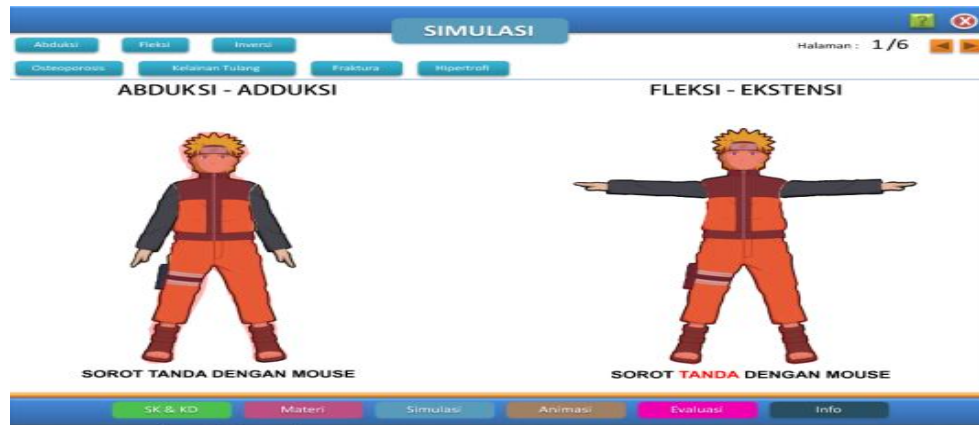 SIMULASI
Abduksi Fleksi Inversi
Halaman : 1/6
Osteoporosis Kelainan Tulang Fraktura Hipertrofi
ABDUKSI - ADDUKSI FLEKSI - EKSTENSI
SOROT TANDA DENGAN MOUSE SOROT TANDA DENGAN MOUSE
SK & KD Materi Simulasi Animasi Evaluasi Info